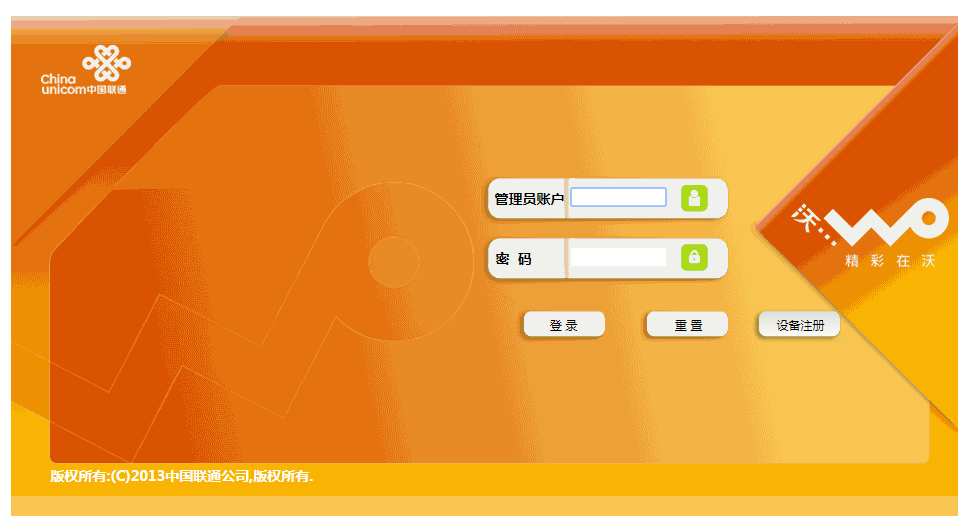 China
unicom中国联通
管理员账户
密 码
登 录
重 置
设备注册
沃...
wo
精 彩 在 沃
版权所有:(C)2013中国联通公司,版权所有.